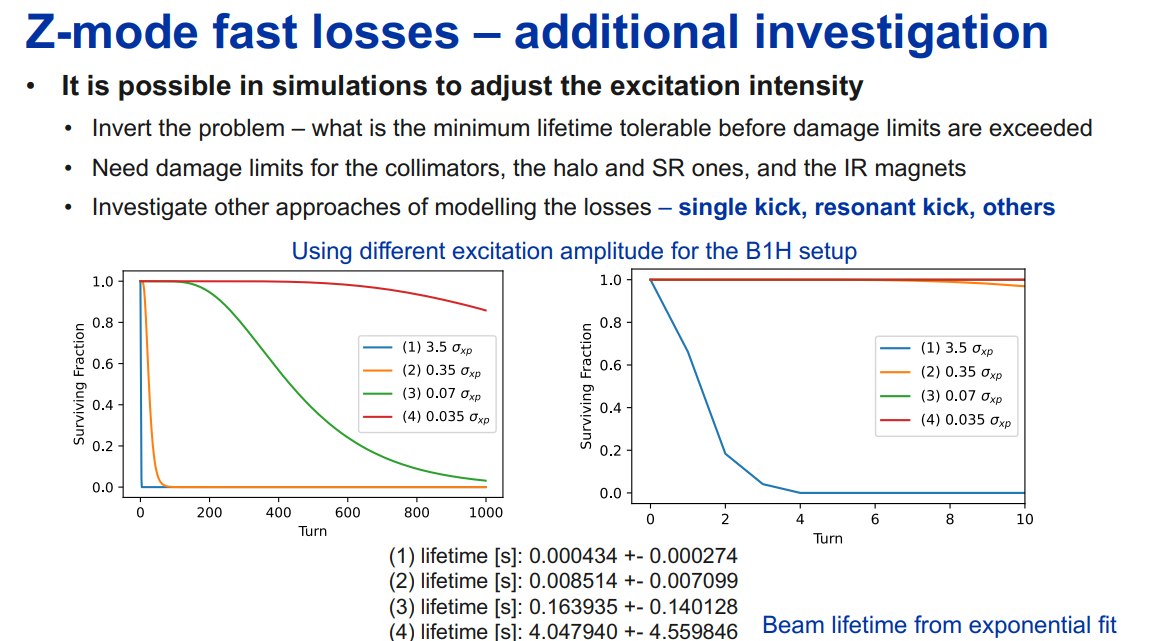 Z-mode fast losses – additional investigation
• It is possible in simulations to adjust the excitation intensity
• Invert the problem – what is the minimum lifetime tolerable before damage limits are exceeded
• Need damage limits for the collimators, the halo and SR ones, and the IR magnets
• Investigate other approaches of modelling the losses – single kick, resonant kick, others
Using different excitation amplitude for the B1H setup
Surviving Fraction
1.0
0.8
0.6
0.4
0.2
0.0
(1) 3.5 σxp
(2) 0.35 σxp
(3) 0.07 σxp
(4) 0.035 σxp
0 200 400 600 800 1000
Turn
Surviving Fraction
1.0
0.8
0.6
0.4
0.2
0.0
(1) 3.5 σxp
(2) 0.35 σxp
(3) 0.07 σxp
(4) 0.035 σxp
0 2 4 6 8 10
Turn
(1) lifetime [s]: 0.000434 +- 0.000274
(2) lifetime [s]: 0.008514 +- 0.007099
(3) lifetime [s]: 0.163935 +- 0.140128
(4) lifetime [s]: 4.047940 +- 4.559846
Beam lifetime from exponential fit